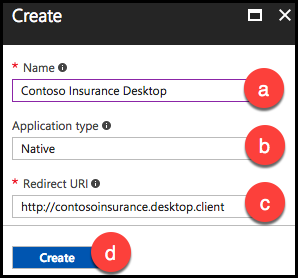 Create
* Name
Contoso Insurance Desktop
a
Application type
Native
b
* Redirect URI
http://contosoinsurance.desktop.client
c
Create
d